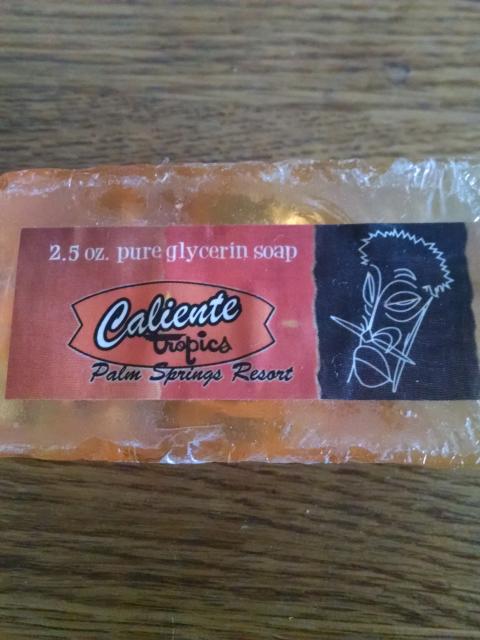 2.5 oz. pure glycerin soap
Caliente
tropics
Palm Springs Resort